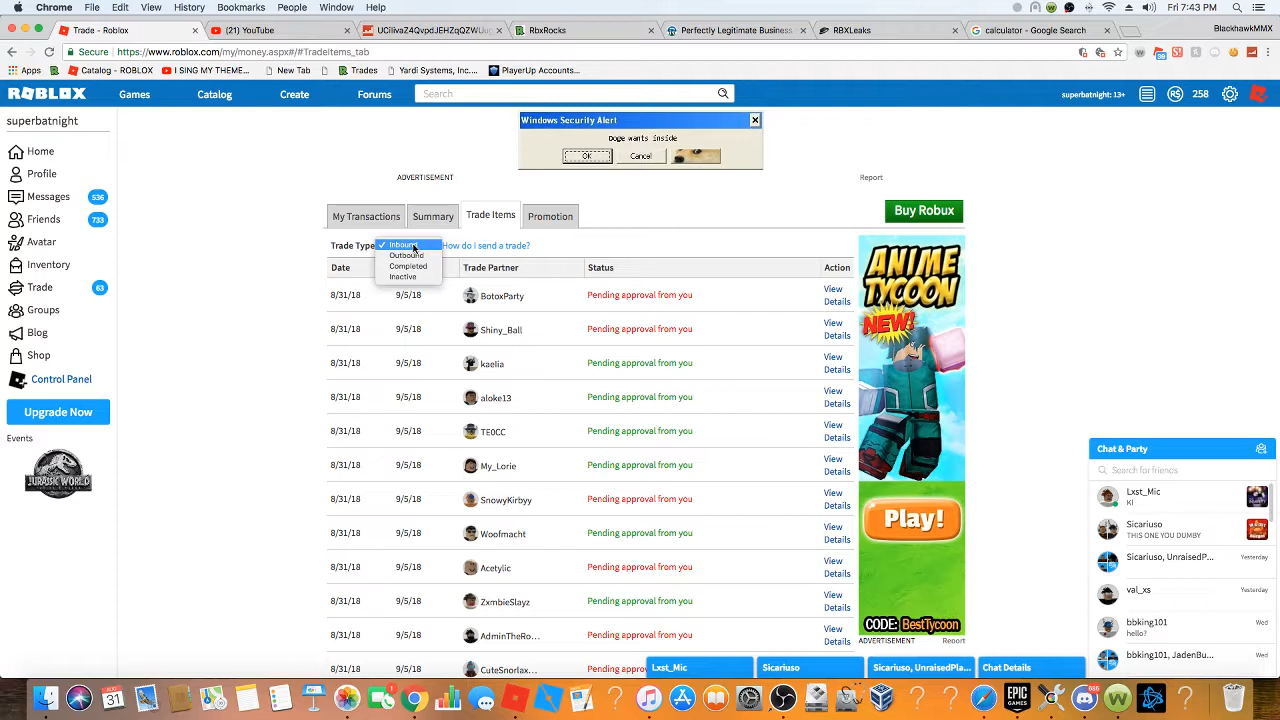 Chrome File Edit View History Bookmarks People Window Help Fri 7:43 PM
Trade - Roblox (21) YouTube UCIivaZ4QvpdJEHZqQZW RbxRocks Perfectly Legitimate Business RBXLeaks calculator - Google Search BlackhawkMMX
Secure https://www.roblox.com/my/money.aspx#/#TradeItems_tab
Apps Catalog - ROBLOX I SING MY THEME... New Tab Trades Yardi Systems, Inc.... PlayerUp Accounts...
ROBLOX Games Catalog Create Forums Search superbatnight: 13+ R$ 258
superbatnight
Home
Profile
Messages 536
Friends 733
Avatar
Inventory
Trade 63
Groups
Blog
Shop
Control Panel
Upgrade Now
Events
JURASSIC WORLD
Windows Security Alert
Doge wants inside
OK Cancel
ADVERTISEMENT Report
My Transactions Summary Trade Items Promotion
Buy Robux
Trade Type ✓ Inbound How do I send a trade?
Outbound
Completed
Inactive
Date Trade Partner Status Action
8/31/18 9/5/18 BotoxParty Pending approval from you View Details
8/31/18 9/5/18 Shiny_Ball Pending approval from you View Details
8/31/18 9/5/18 kaelia Pending approval from you View Details
8/31/18 9/5/18 aloke13 Pending approval from you View Details
8/31/18 9/5/18 TE0CC Pending approval from you View Details
8/31/18 9/5/18 My_Lorie Pending approval from you View Details
8/31/18 9/5/18 SnowyKirbyy Pending approval from you View Details
8/31/18 9/5/18 Woofmacht Pending approval from you View Details
8/31/18 9/5/18 Acetylic Pending approval from you View Details
8/31/18 9/5/18 ZxmbieSlayz Pending approval from you View Details
8/31/18 9/5/18 AdminTheRo... Pending approval from you View Details
8/31/18 9/5/18 CuteSnorlax... Pending appro
ANIME
TYCOON
NEW!
Play!
CODE: BestTycoon
ADVERTISEMENT Report
Chat & Party
Search for friends
Lxst_Mic
KI
Sicariuso
THIS ONE YOU DUMBY
Sicariuso, UnraisedP... Yesterday
val_xs Yesterday
bbking101 Wed
hello?
bbking101, JadenBu... Wed
Lxst_Mic Sicariuso Sicariuso, UnraisedPla... Chat Details
EPIC
GAMES